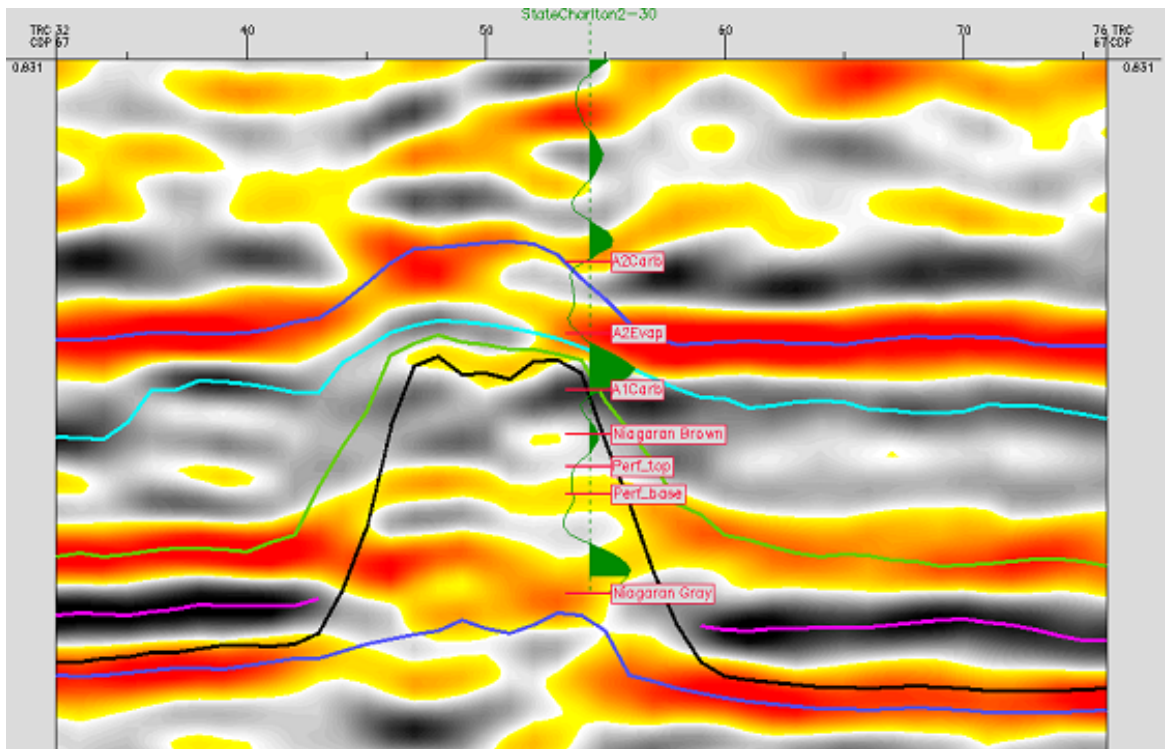 StateCharlton2-30
TRC 32 40 50 60 70 76 TRC
CDP 67 67 CDP
0.831 0.831
A2Carb
A2Evap
A1Carb
Niagaran Brown
Perf_top
Perf_base
Niagaran Gray